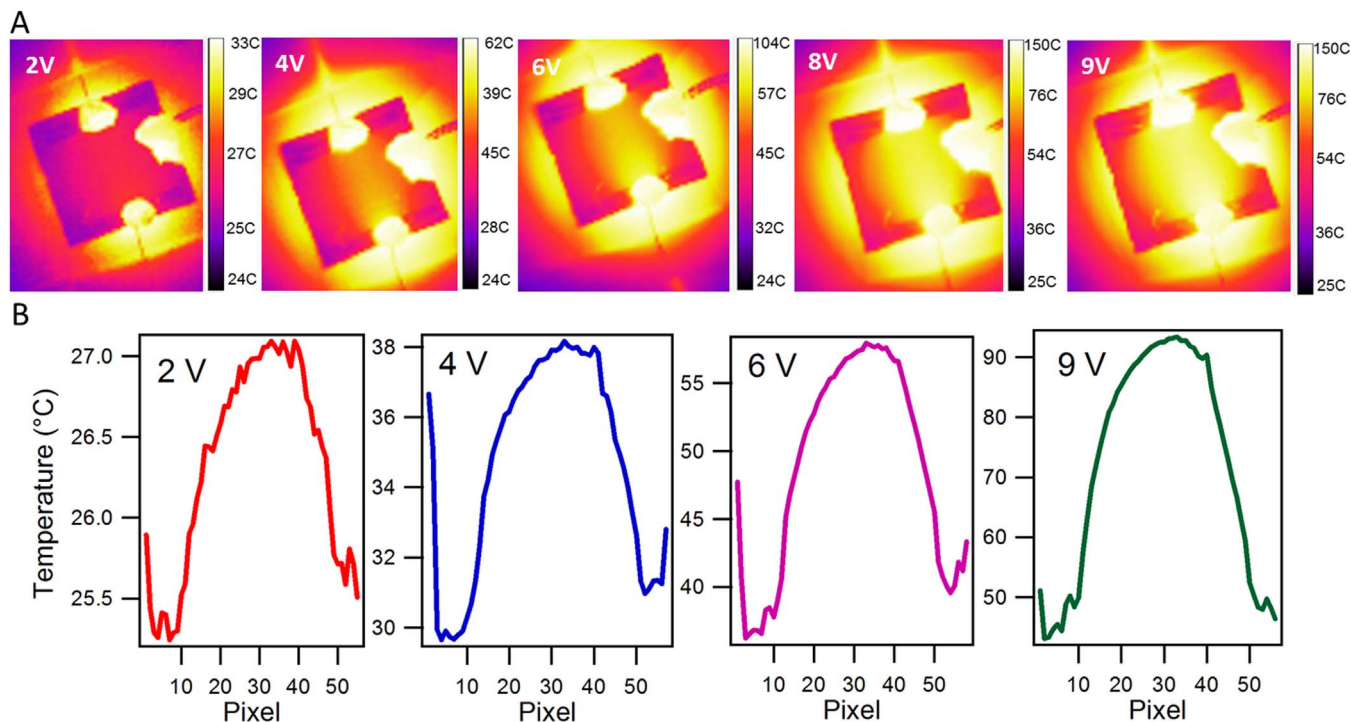 A
2V
33C
29C
27C
25C
24C
4V
62C
39C
45C
28C
24C
6V
104C
57C
45C
32C
24C
8V
150C
76C
54C
36C
25C
9V
150C
76C
54C
36C
25C
B
Temperature (°C)
2 V
27.0
26.5
26.0
25.5
10 20 30 40 50
Pixel
4 V
38
36
34
32
30
10 20 30 40 50
Pixel
6 V
55
50
45
40
10 20 30 40 50
Pixel
9 V
90
80
70
60
50
10 20 30 40 50
Pixel